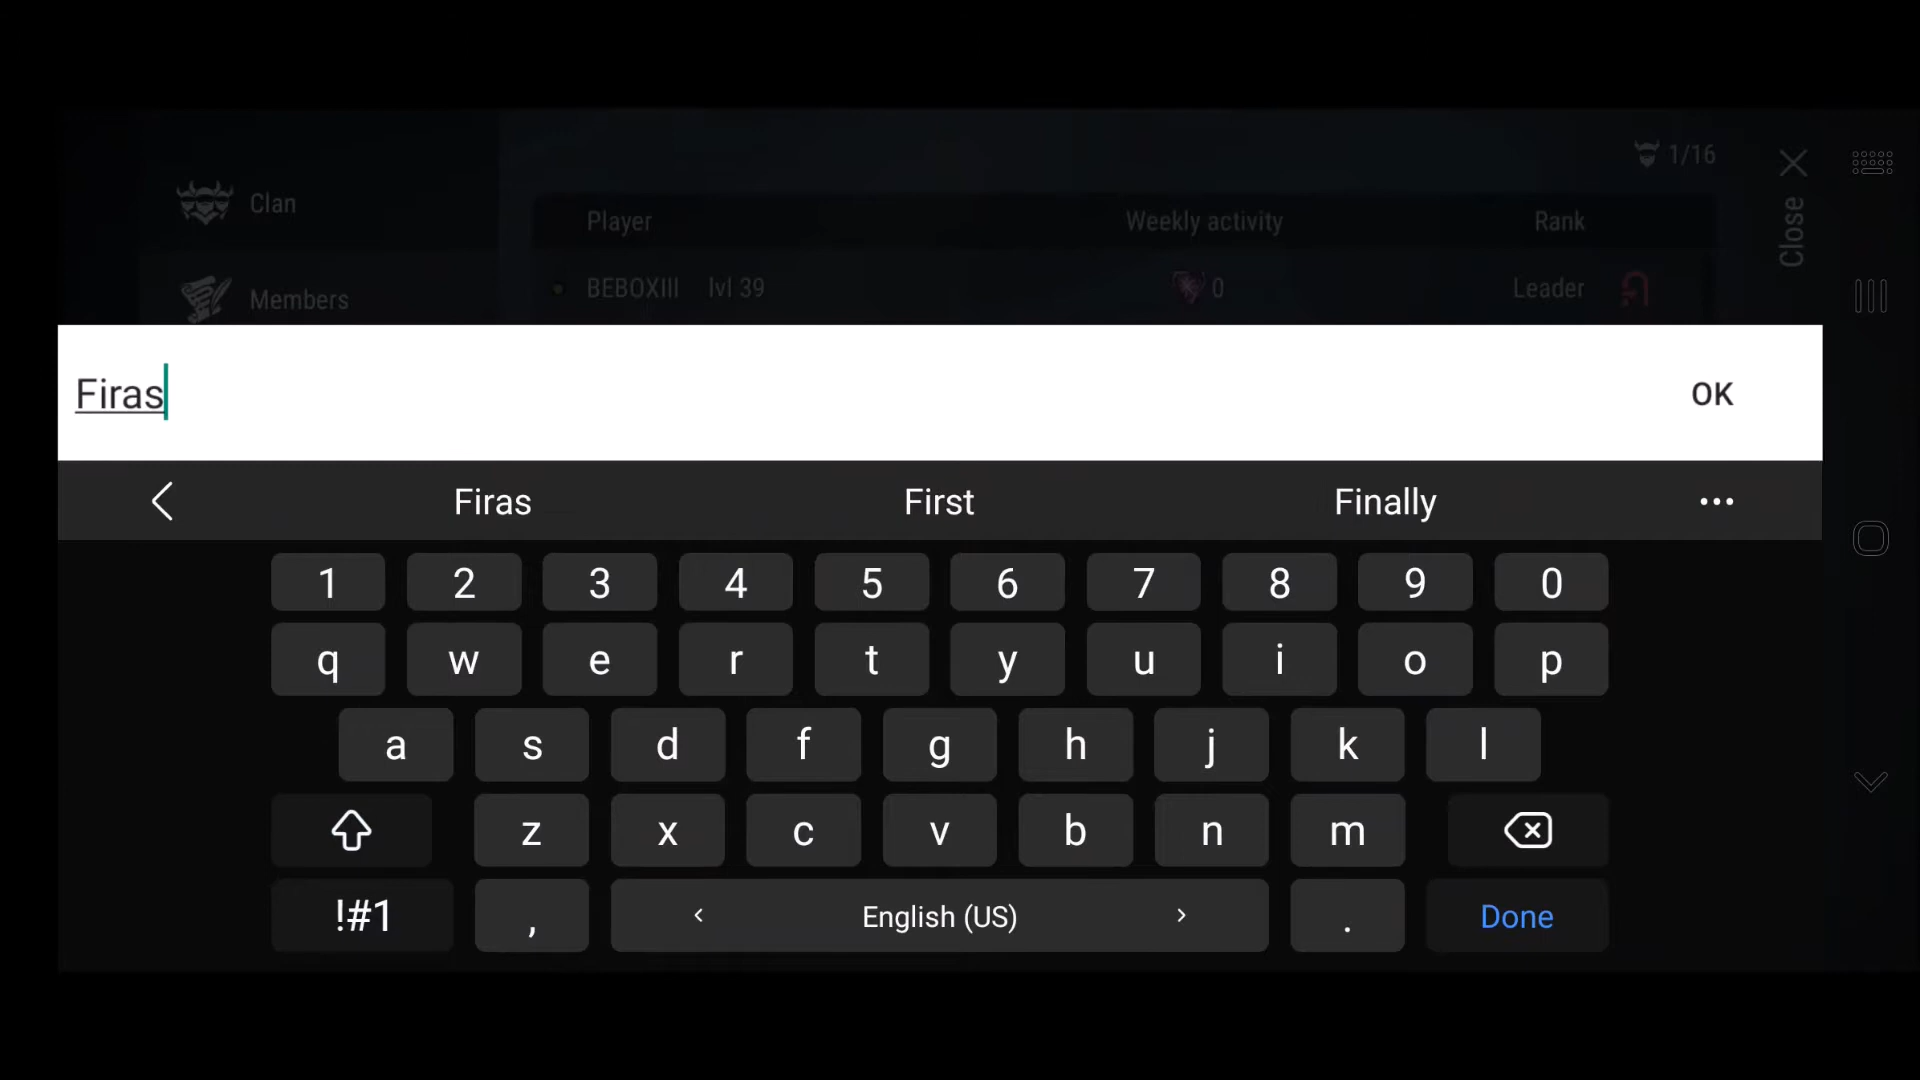 1/16
Clan
Close
Player Weekly activity Rank
BEBOXIII lvl 39 0 Leader
Members
Firas OK
Firas First Finally
1 2 3 4 5 6 7 8 9 0
q w e r t y u i o p
a s d f g h j k l
z x c v b n m
!#1 , English (US) . Done